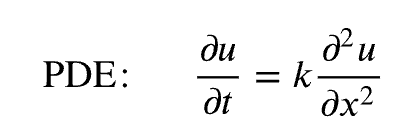 PDE: ∂u/∂t = k ∂²u/∂x²